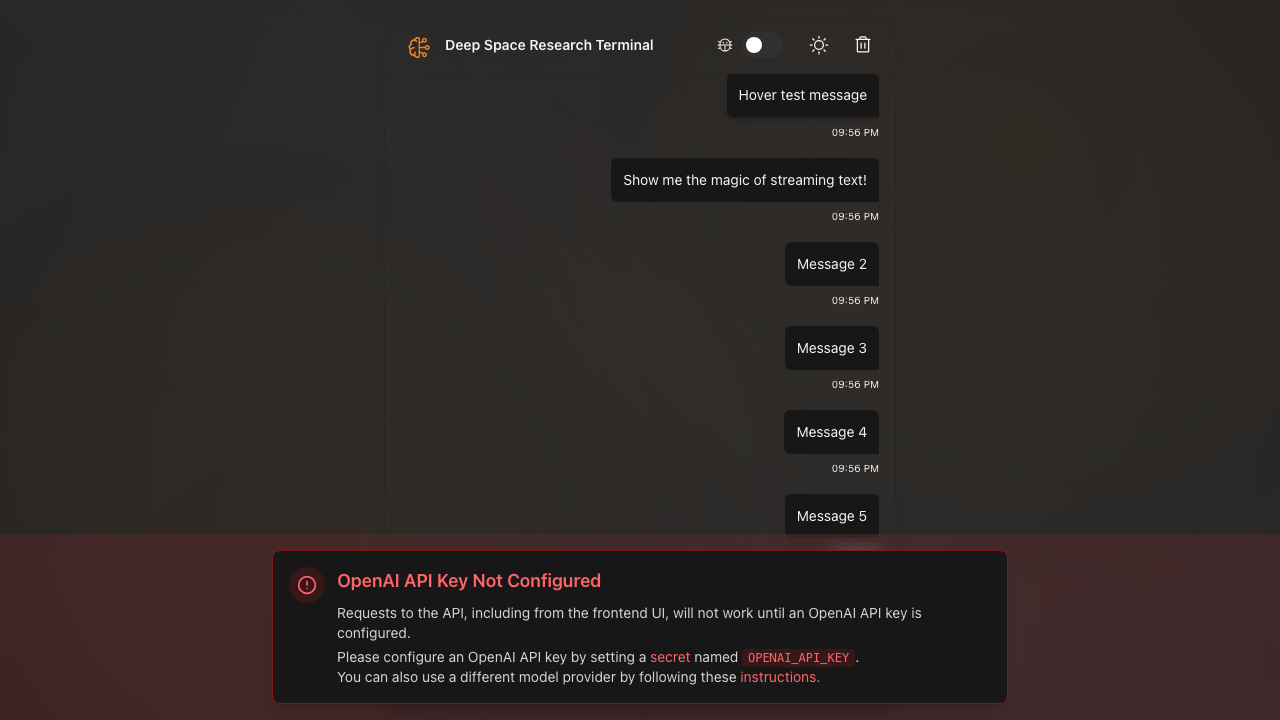 Deep Space Research Terminal
Hover test message
09:56 PM
Show me the magic of streaming text!
09:56 PM
Message 2
09:56 PM
Message 3
09:56 PM
Message 4
09:56 PM
Message 5
OpenAI API Key Not Configured
Requests to the API, including from the frontend UI, will not work until an OpenAI API key is
configured.
Please configure an OpenAI API key by setting a secret named OPENAI_API_KEY.
You can also use a different model provider by following these instructions.